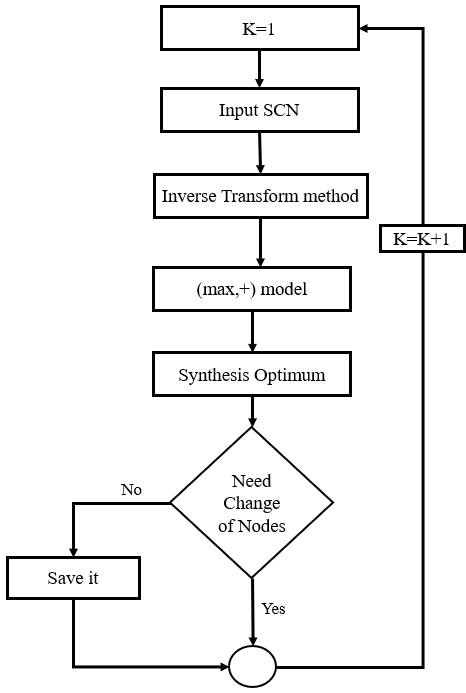 K=1
Input SCN
Inverse Transform method
K=K+1
(max,+) model
Synthesis Optimum
Need
Change
of Nodes
No
Save it
Yes